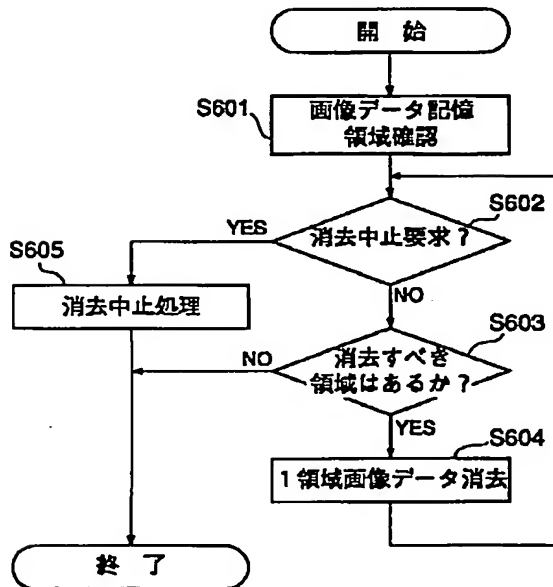 開 始
S601
画像データ記憶
領域確認
S602
消去中止要求？
YES
S605
消去中止処理
NO
S603
消去すべき
領域はあるか？
NO
YES
S604
1領域画像データ消去
終 了